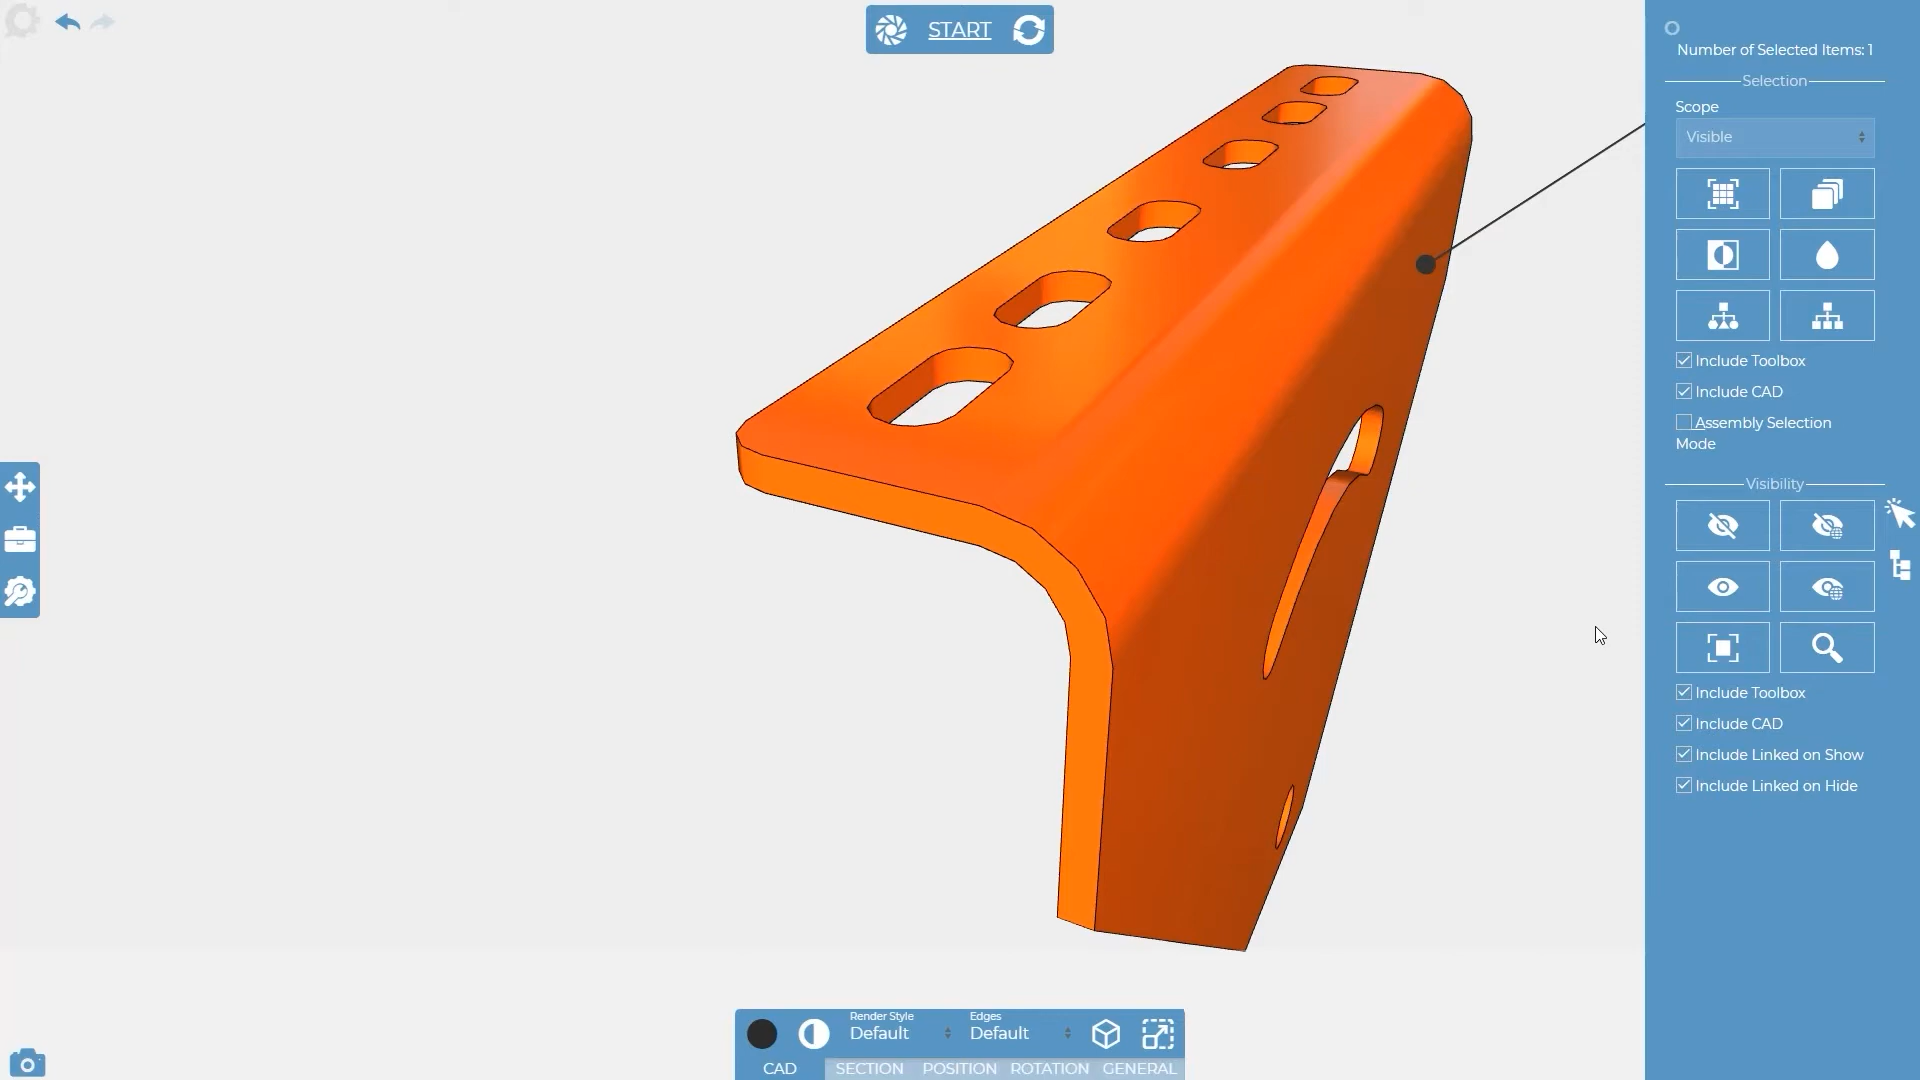 START
Number of Selected Items: 1
Selection
Scope
Visible
Include Toolbox
Include CAD
Assembly Selection
Mode
Visibility
Include Toolbox
Include CAD
Include Linked on Show
Include Linked on Hide
Render Style
Edges
Default
Default
CAD
SECTION
POSITION
ROTATION
GENERAL